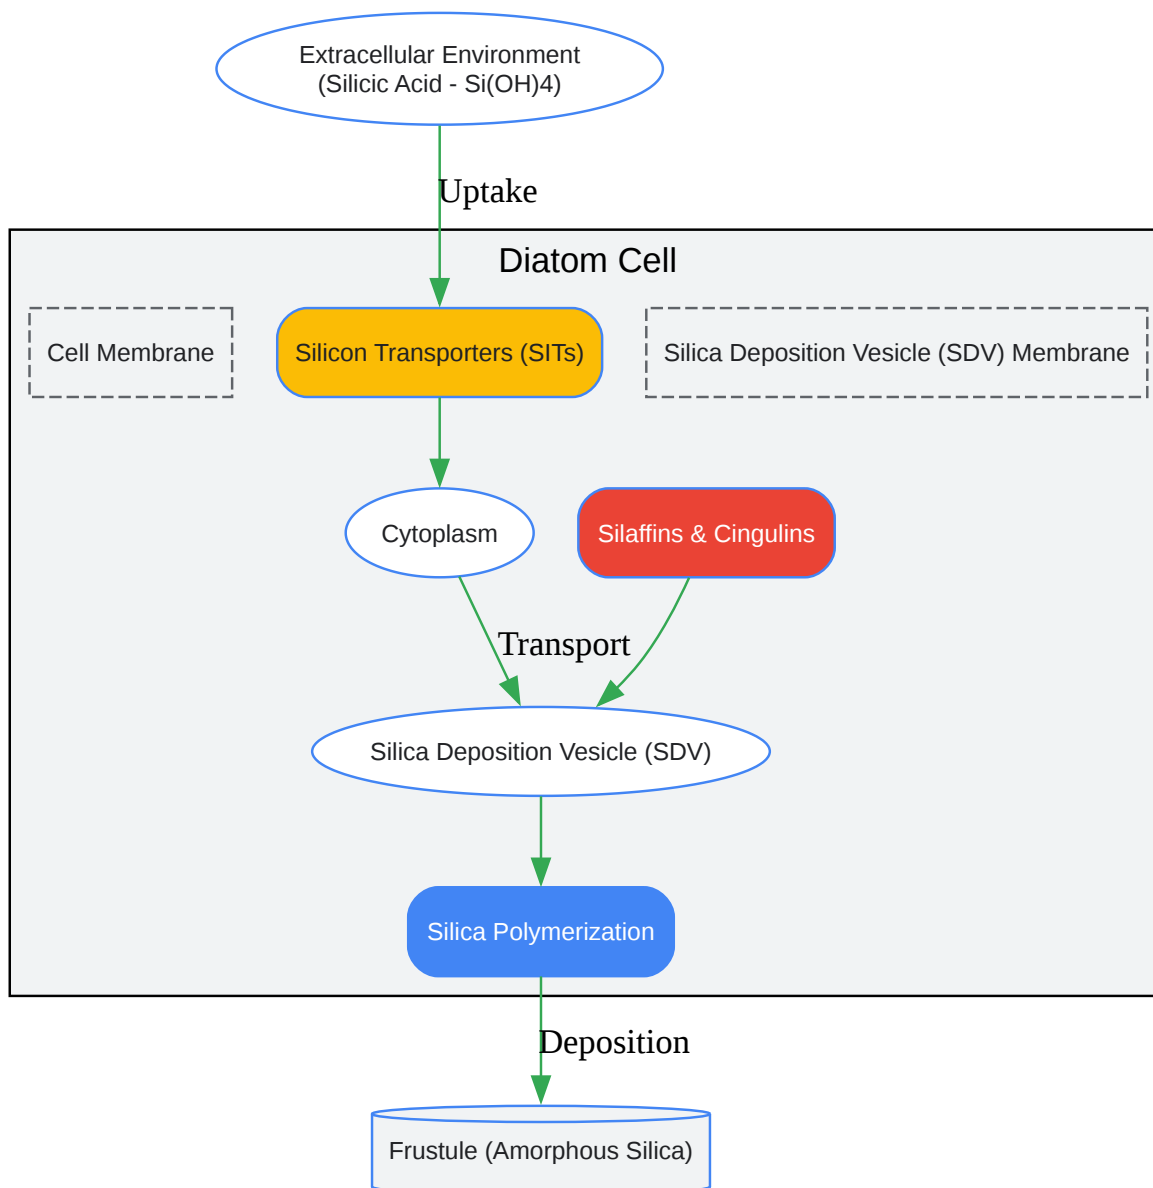 Extracellular Environment
(Silicic Acid - Si(OH)4)
Uptake
Diatom Cell
Cell Membrane
Silicon Transporters (SITs)
Silica Deposition Vesicle (SDV) Membrane
Cytoplasm
Silaffins & Cingulins
Transport
Silica Deposition Vesicle (SDV)
Silica Polymerization
Deposition
Frustule (Amorphous Silica)